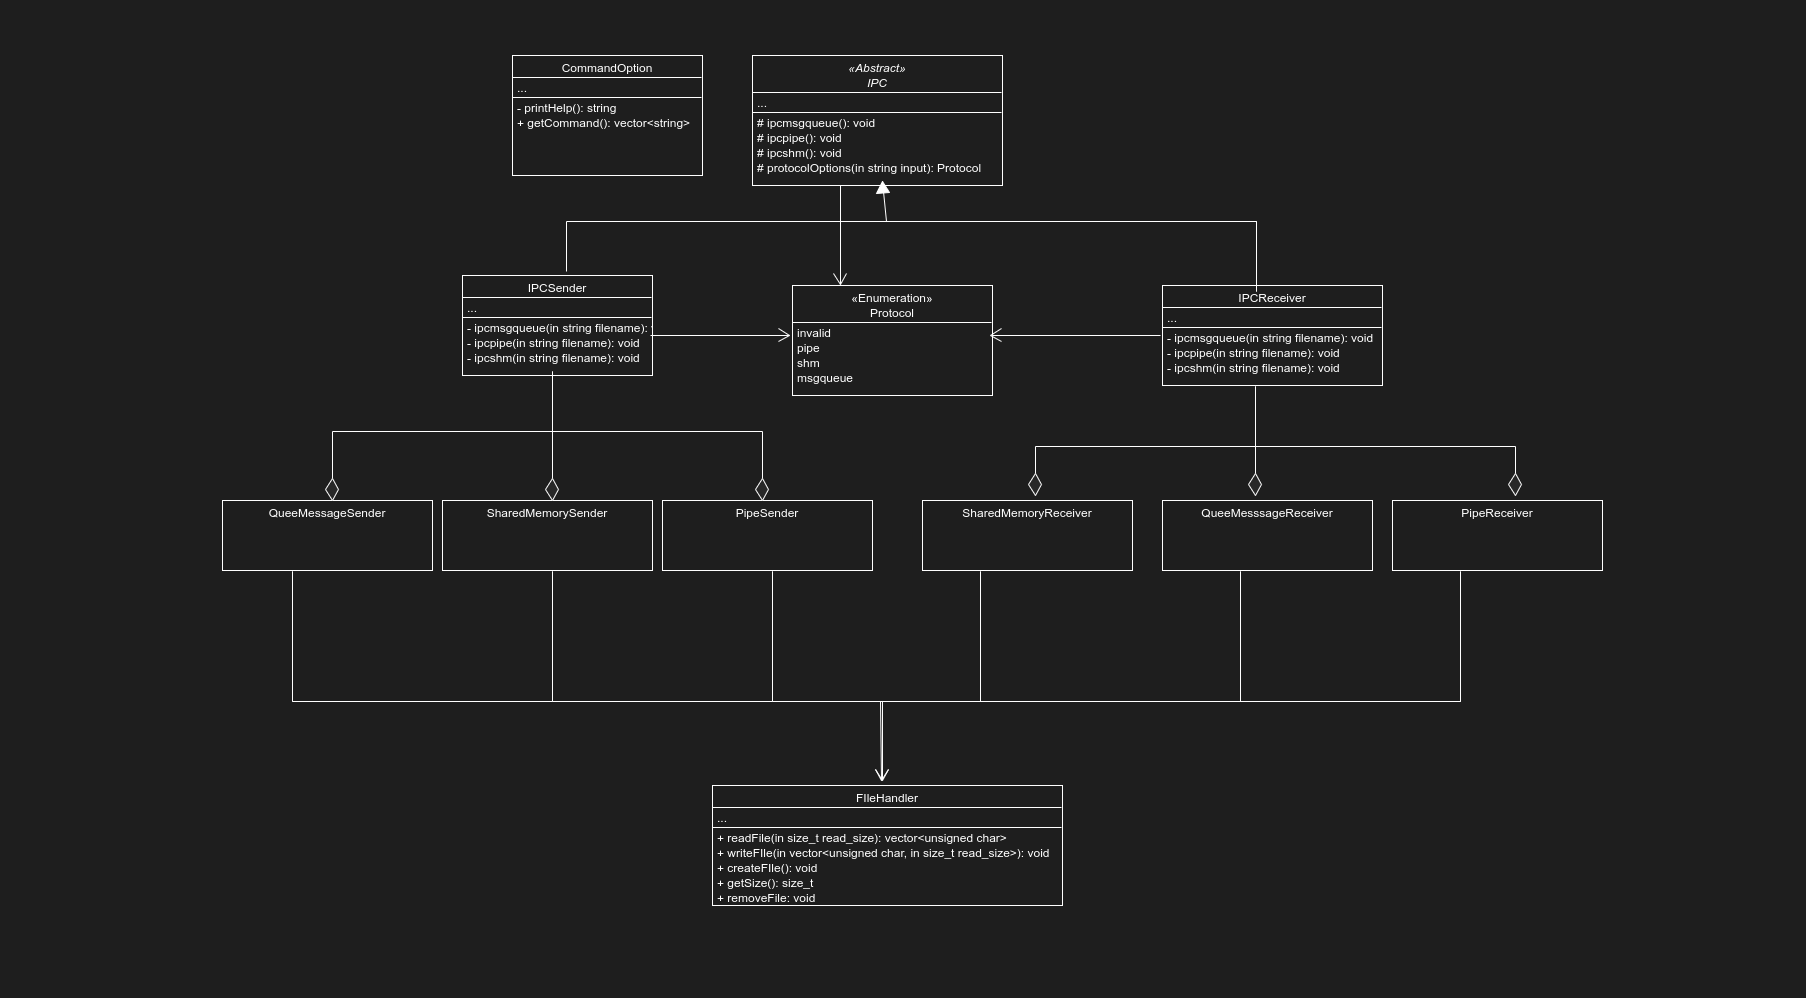 CommandOption
...
- printHelp(): string
+ getCommand(): vector<string>
«Abstract»
IPC
...
# ipcmsgqueue(): void
# ipcpipe(): void
# ipcshm(): void
# protocolOptions(in string input): Protocol
IPCSender
...
- ipcmsgqueue(in string filename):
- ipcpipe(in string filename): void
- ipcshm(in string filename): void
«Enumeration»
Protocol
invalid
pipe
shm
msgqueue
IPCReceiver
...
- ipcmsgqueue(in string filename): void
- ipcpipe(in string filename): void
- ipcshm(in string filename): void
QueeMessageSender
SharedMemorySender
PipeSender
SharedMemoryReceiver
QueeMesssageReceiver
PipeReceiver
FIleHandler
...
+ readFile(in size_t read_size): vector<unsigned char>
+ writeFIle(in vector<unsigned char, in size_t read_size>): void
+ createFIle(): void
+ getSize(): size_t
+ removeFile: void